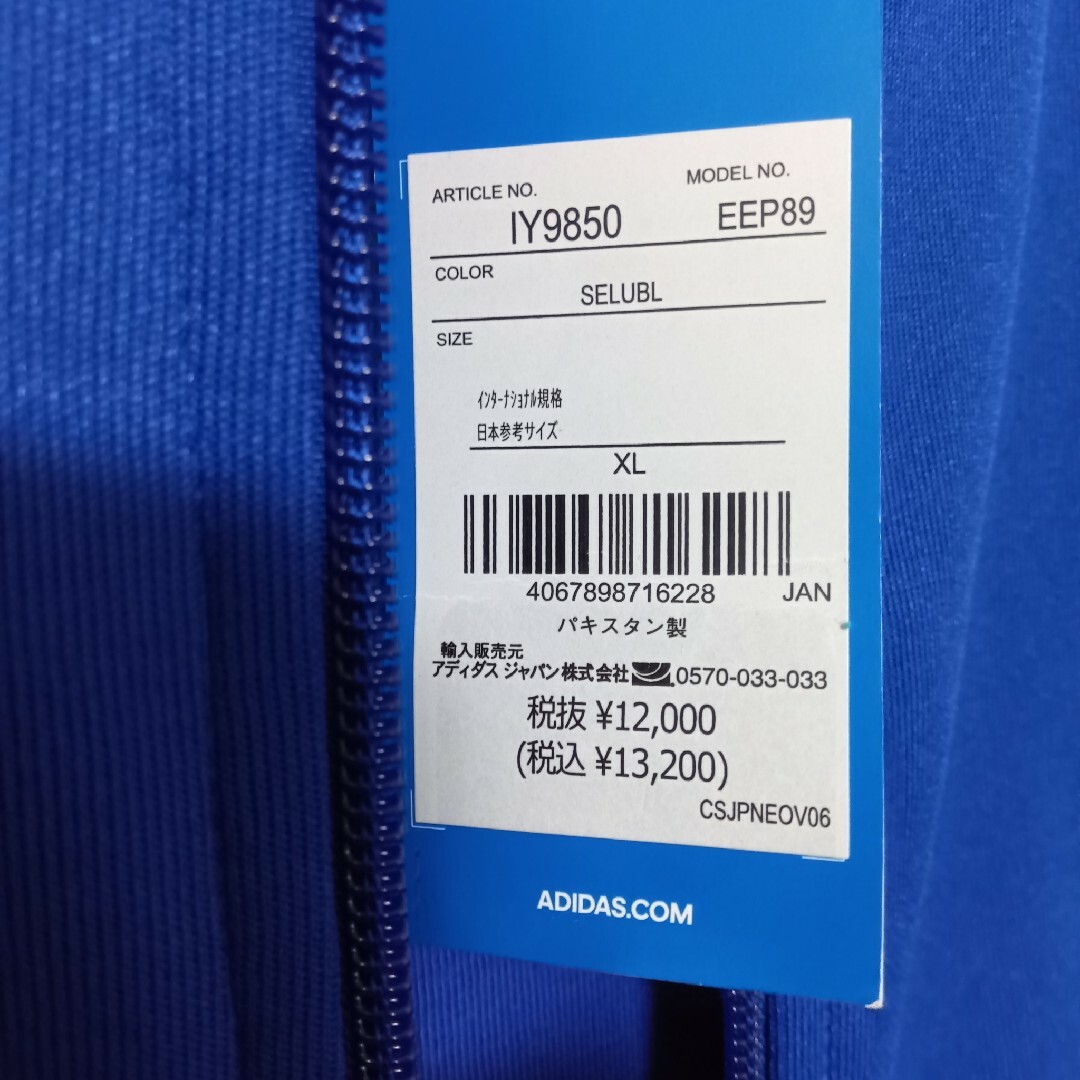 ARTICLE NO. MODEL NO.
IY9850 EEP89
COLOR
SELUBL
SIZE
インターナショナル規格
日本参考サイズ
XL
4067898716228 JAN
パキスタン製
輸入販売元
アディダス ジャパン株式会社 0570-033-033
税抜 ¥12,000
(税込 ¥13,200)
CSJPNEOV06
ADIDAS.COM